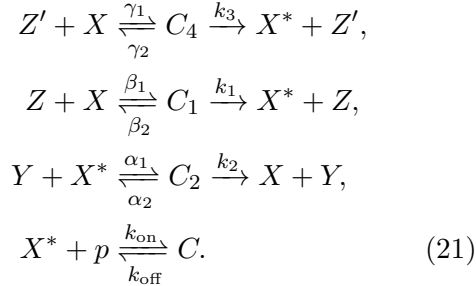 Z′ + X ⇌[γ₁][γ₂] C₄ →[k₃] X* + Z′,
Z + X ⇌[β₁][β₂] C₁ →[k₁] X* + Z,
Y + X* ⇌[α₁][α₂] C₂ →[k₂] X + Y,
X* + p ⇌[k_on][k_off] C. (21)